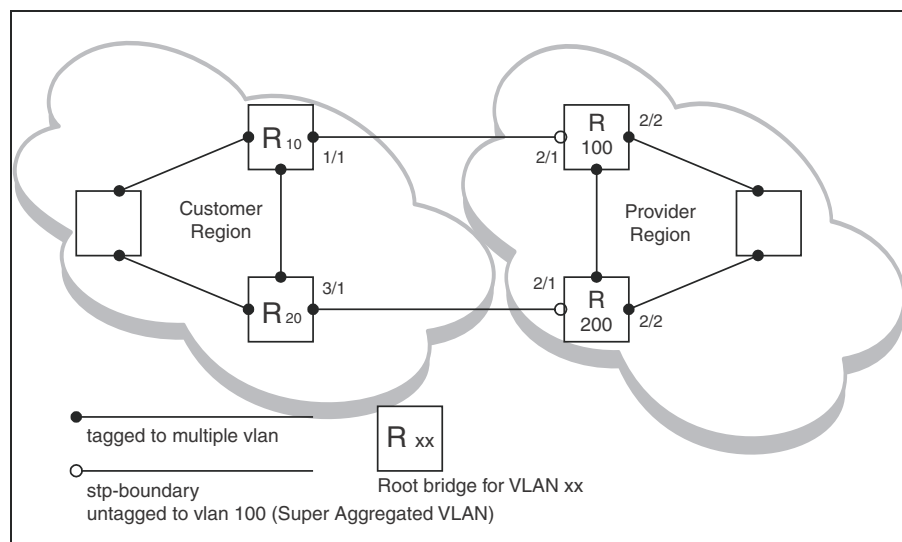 R 10
1/1
R
100
2/2
2/1
Customer
Region
Provider
Region
R 20
3/1
2/1
R
200
2/2
tagged to multiple vlan
R xx
stp-boundary
untagged to vlan 100 (Super Aggregated VLAN)
Root bridge for VLAN xx